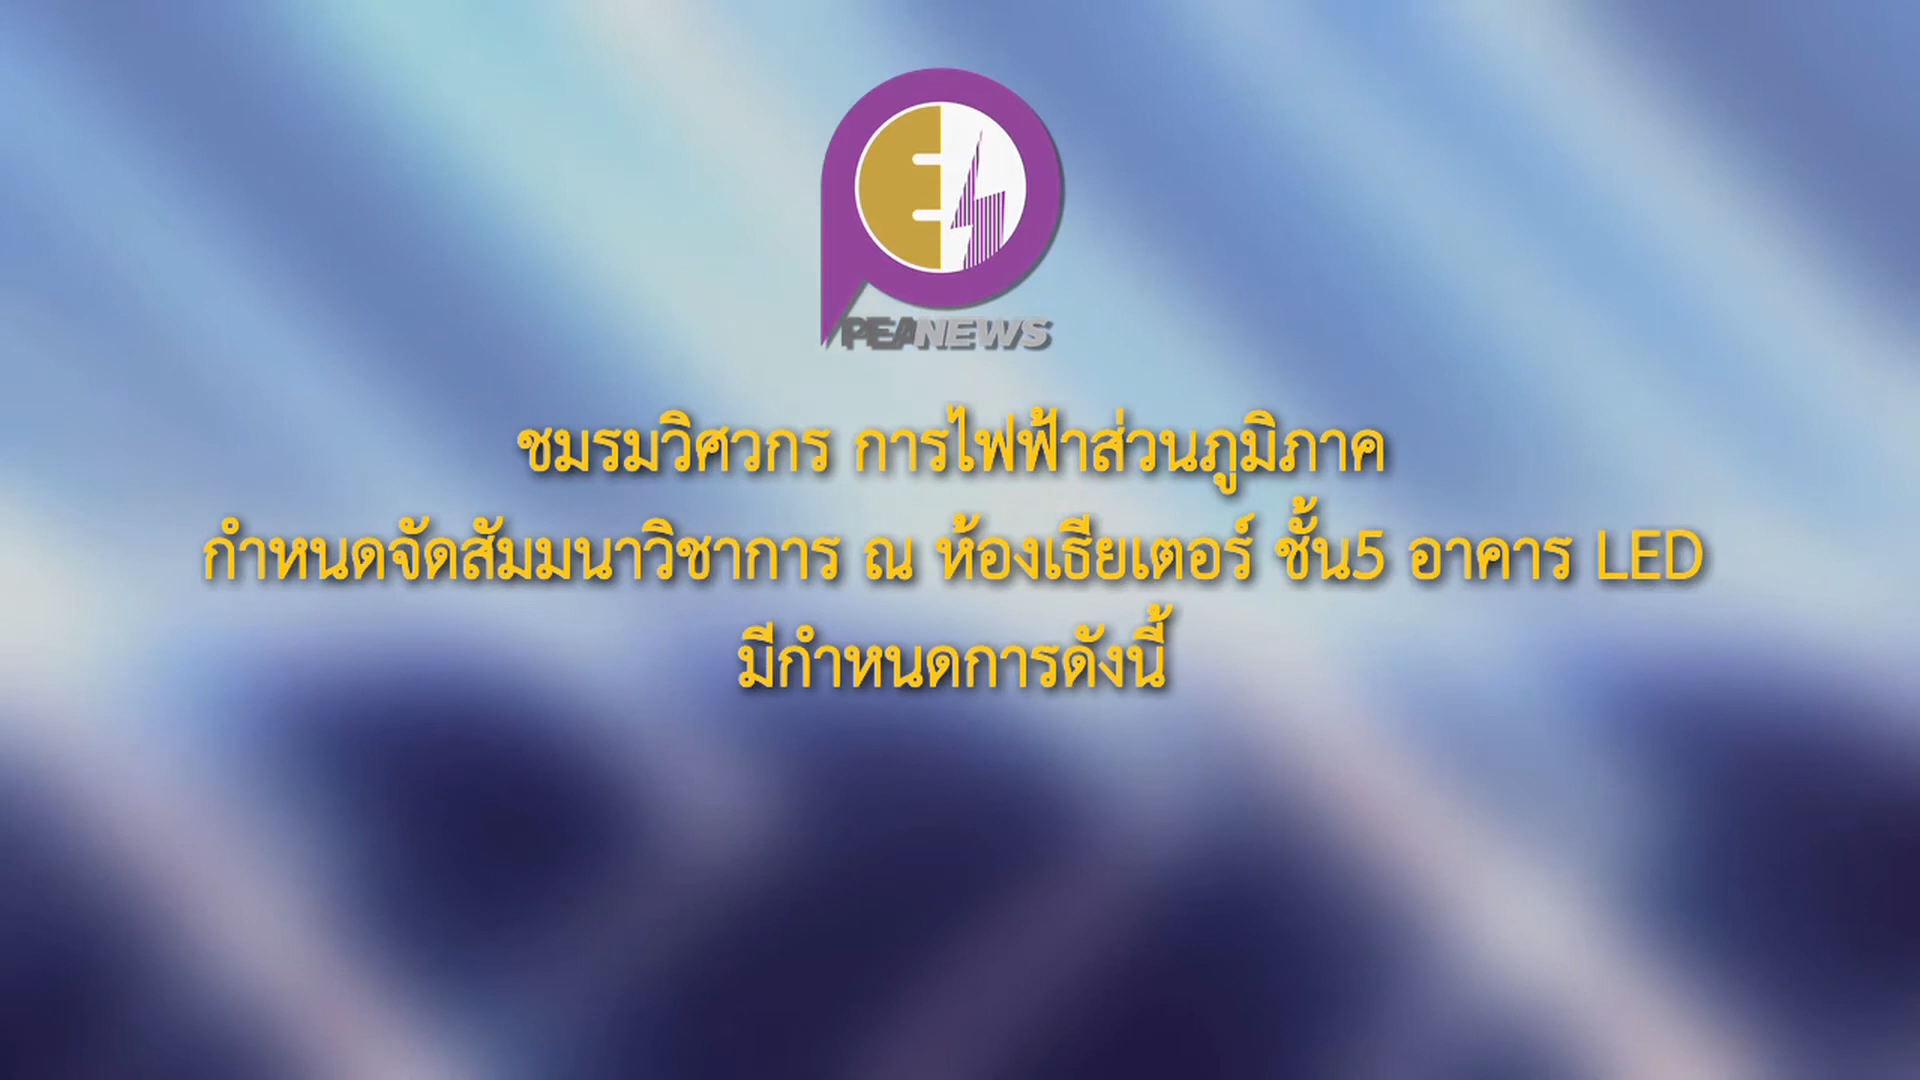 PEANEWS
ชมรมวิศวกร การไฟฟ้าส่วนภูมิภาค
กำหนดจัดสัมมนาวิชาการ ณ ห้องเธียเตอร์ ชั้น5 อาคาร LED
มีกำหนดการดังนี้